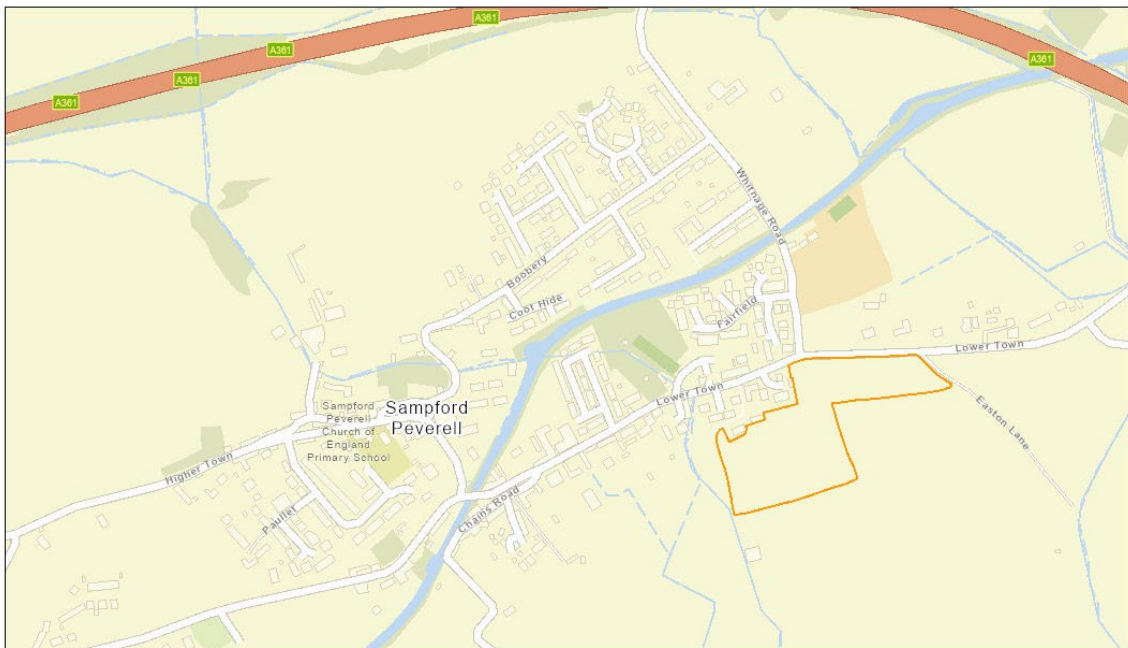 A361
A361
A361
A361
A361
Whitnage Road
Boobery
Coot Hide
Fairfield
Lower Town
Lower Town
Easton Lane
Sampford
Peverell
Sampford
Peverell
Church of
England
Primary School
Higher Town
Paullet
Chains Road